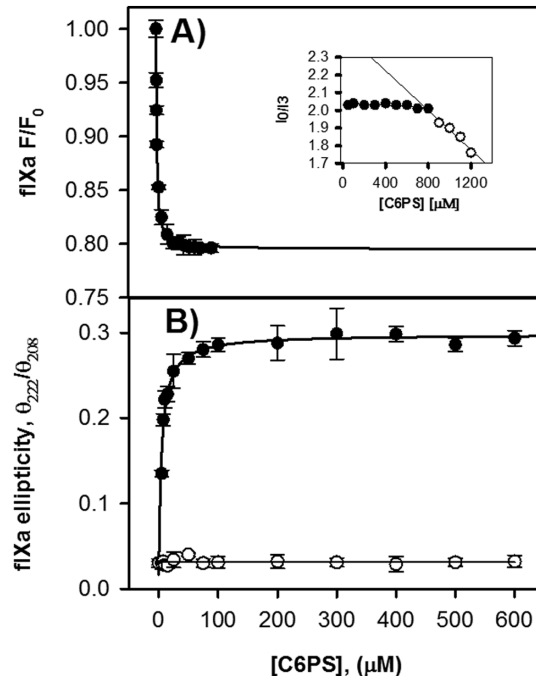 A)
fIXa F/F0
1.00
0.95
0.90
0.85
0.80
0.75
I0/I3
2.3
2.2
2.1
2.0
1.9
1.8
1.7
0 400 800 1200
[C6PS] [µM]
B)
fIXa ellipticity, θ222/θ208
0.3
0.2
0.1
0.0
0 100 200 300 400 500 600
[C6PS], (µM)